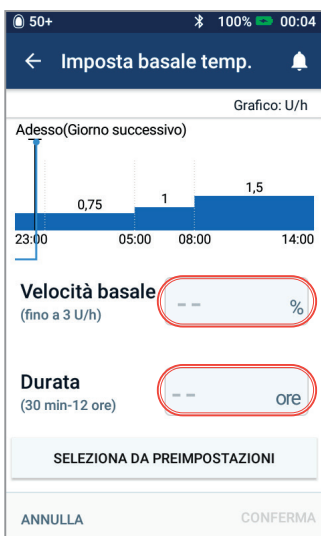 50+ 100% 00:04
Imposta basale temp.
Grafico: U/h
Adesso(Giorno successivo)
0,75 1 1,5
23:00 05:00 08:00 14:00
Velocità basale -- %
(fino a 3 U/h)
Durata -- ore
(30 min-12 ore)
SELEZIONA DA PREIMPOSTAZIONI
ANNULLA CONFERMA